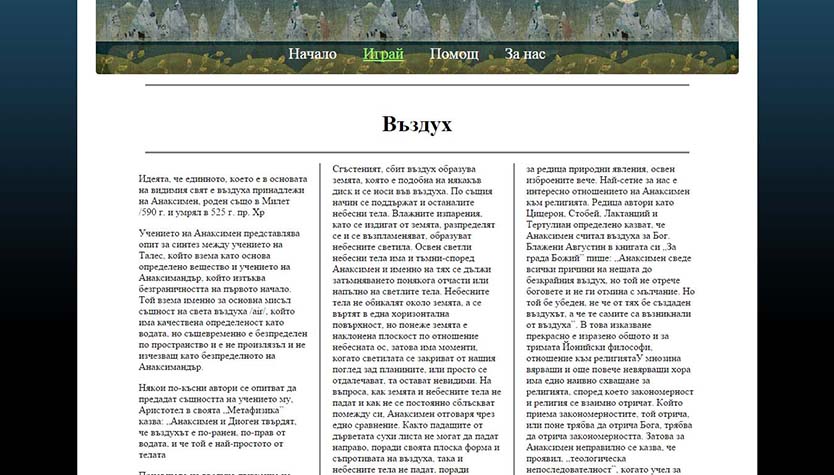 Начало Играй Помощ За нас
Въздух
Идеята, че единното, което е в основата
на видимия свят е въздуха принадлежи
на Анаксимен, роден също в Милет
/590 г. и умрял в 525 г. пр. Хр
Учението на Анаксимен представлява
опит за синтез между учението на
Талес, който взема като основа
определено вещество и учението на
Анаксимандър, който изтъква
безграничността на първото начало.
Той взема именно за основна мисъл
същност на света въздуха /air/, който
има качествена определеност като
водата, но същевременно е безпределен
по пространство и е не произлязъл и не
изчезващ като безпределното на
Анаксимандър.
Някои по-късни автори се опитват да
предадат същността на учението му,
Аристотел в своята „Метафизика”
казва: „Анаксимен и Диоген твърдят,
че въздухът е по-ранен, по-прав от
водата, и че той е най-простото от
телата
Сгъстеният, сбит въздух образува
земята, която е подобна на някакъв
диск и се носи във въздуха. По същия
начин се поддържат и останалите
небесни тела. Влажните изпарения,
като се издигат от земята, разпределят
се и се възпламеняват, образуват
небесните светила. Освен светли
небесни тела има и тъмни-според
Анаксимен и именно на тях се дължи
затъмняването понякога отчасти или
напълно на светлите тела. Небесните
тела не обикалят около земята, а се
въртят в една хоризонтална
повърхност, но понеже земята е
наклонена плоскост по отношение
небесната ос, затова има моменти,
когато светилата се закриват от нашия
поглед зад планините, или просто се
отдалечават, та остават невидими. На
въпроса, как земята и небесните тела не
падат и как не се постоянно сблъскват
помежду си, Анаксимен отговаря чрез
едно сравнение. Както падащите от
дърветата сухи листа не могат да падат
направо, поради своята плоска форма и
съпротивата на въздуха, така и
небесните тела не падат, поради
за редица природни явления, освен
изброените вече. Най-сетне за нас е
интересно отношението на Анаксимен
към религията. Редица автори като
Цицерон, Стобей, Лактанций и
Тертулиан определено казват, че
Анаксимен считал въздуха за Бог.
Блажени Августин в книгата си „За
града Божий” пише: „Анаксимен сведе
всички причини на нещата до
безкрайния въздух, но той не отрече
боговете и не ги отмина с мълчание. Но
той бе убеден, не че от тях бе създаден
въздухът, а че те самите са възникнали
от въздуха”. В това изказване
прекрасно е изразено общото и за
тримата Йонийски философи,
отношение към религиятаУ мнозина
вярващи и още повече невярващи хора
има едно наивно схващане за
религията, според което закономерност
и религия се взаимно отричат. Който
приема закономерностите, той отрича,
или поне трябва да отрича Бога, трябва
да отрича закономерността. Затова за
Анаксимен неправилно се казва, че
проявил „теологическа
непоследователност”, когато учел за